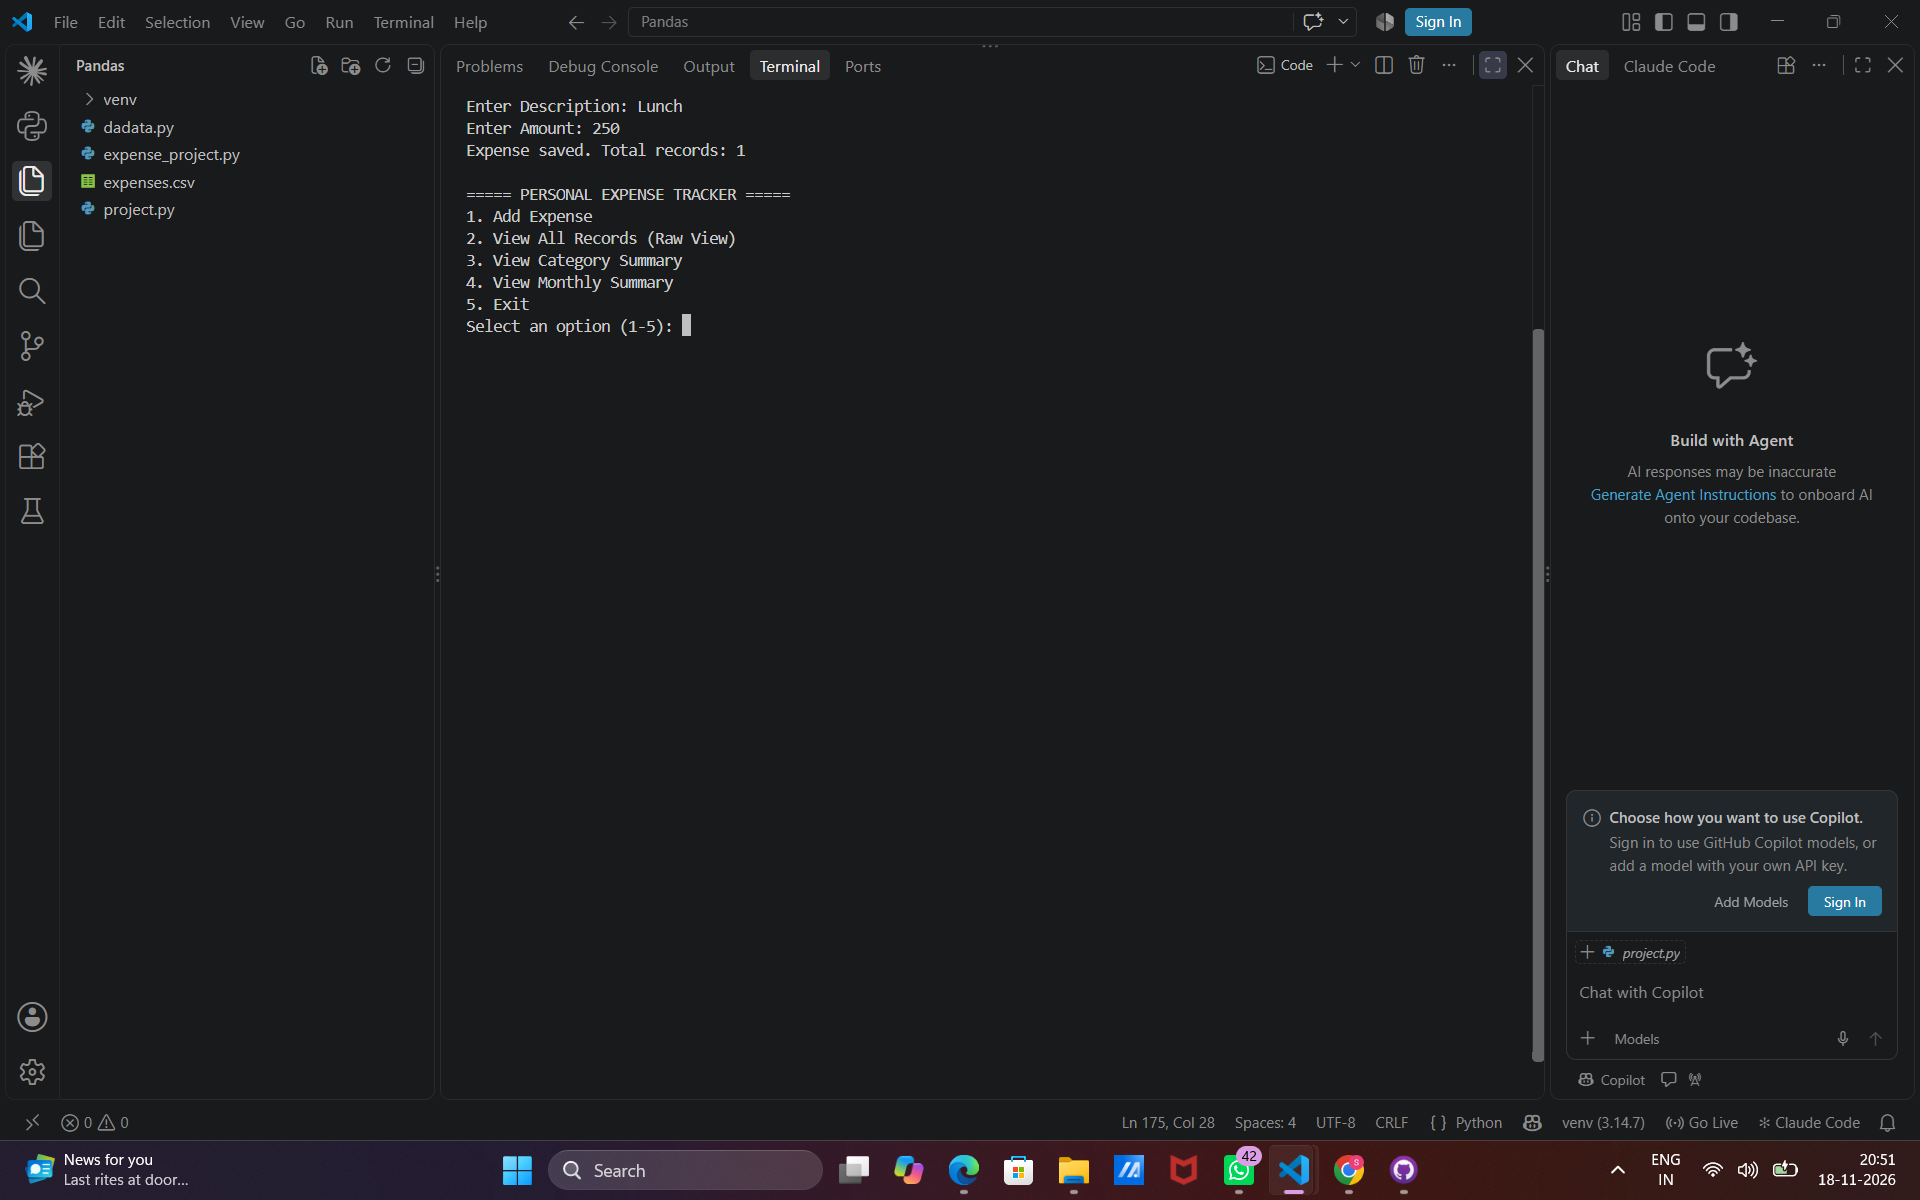 File Edit Selection View Go Run Terminal Help
Pandas
Sign In
Pandas
venv
dadata.py
expense_project.py
expenses.csv
project.py
Problems Debug Console Output Terminal Ports
Code
Enter Description: Lunch
Enter Amount: 250
Expense saved. Total records: 1
===== PERSONAL EXPENSE TRACKER =====
1. Add Expense
2. View All Records (Raw View)
3. View Category Summary
4. View Monthly Summary
5. Exit
Select an option (1-5):
Chat Claude Code
Build with Agent
AI responses may be inaccurate
Generate Agent Instructions to onboard AI
onto your codebase.
Choose how you want to use Copilot.
Sign in to use GitHub Copilot models, or
add a model with your own API key.
Add Models Sign In
project.py
Chat with Copilot
Models
Copilot
0 0
Ln 175, Col 28 Spaces: 4 UTF-8 CRLF { } Python venv (3.14.7) Go Live Claude Code
News for you
Last rites at door...
Search
42
S
ENG
IN
20:51
18-11-2026